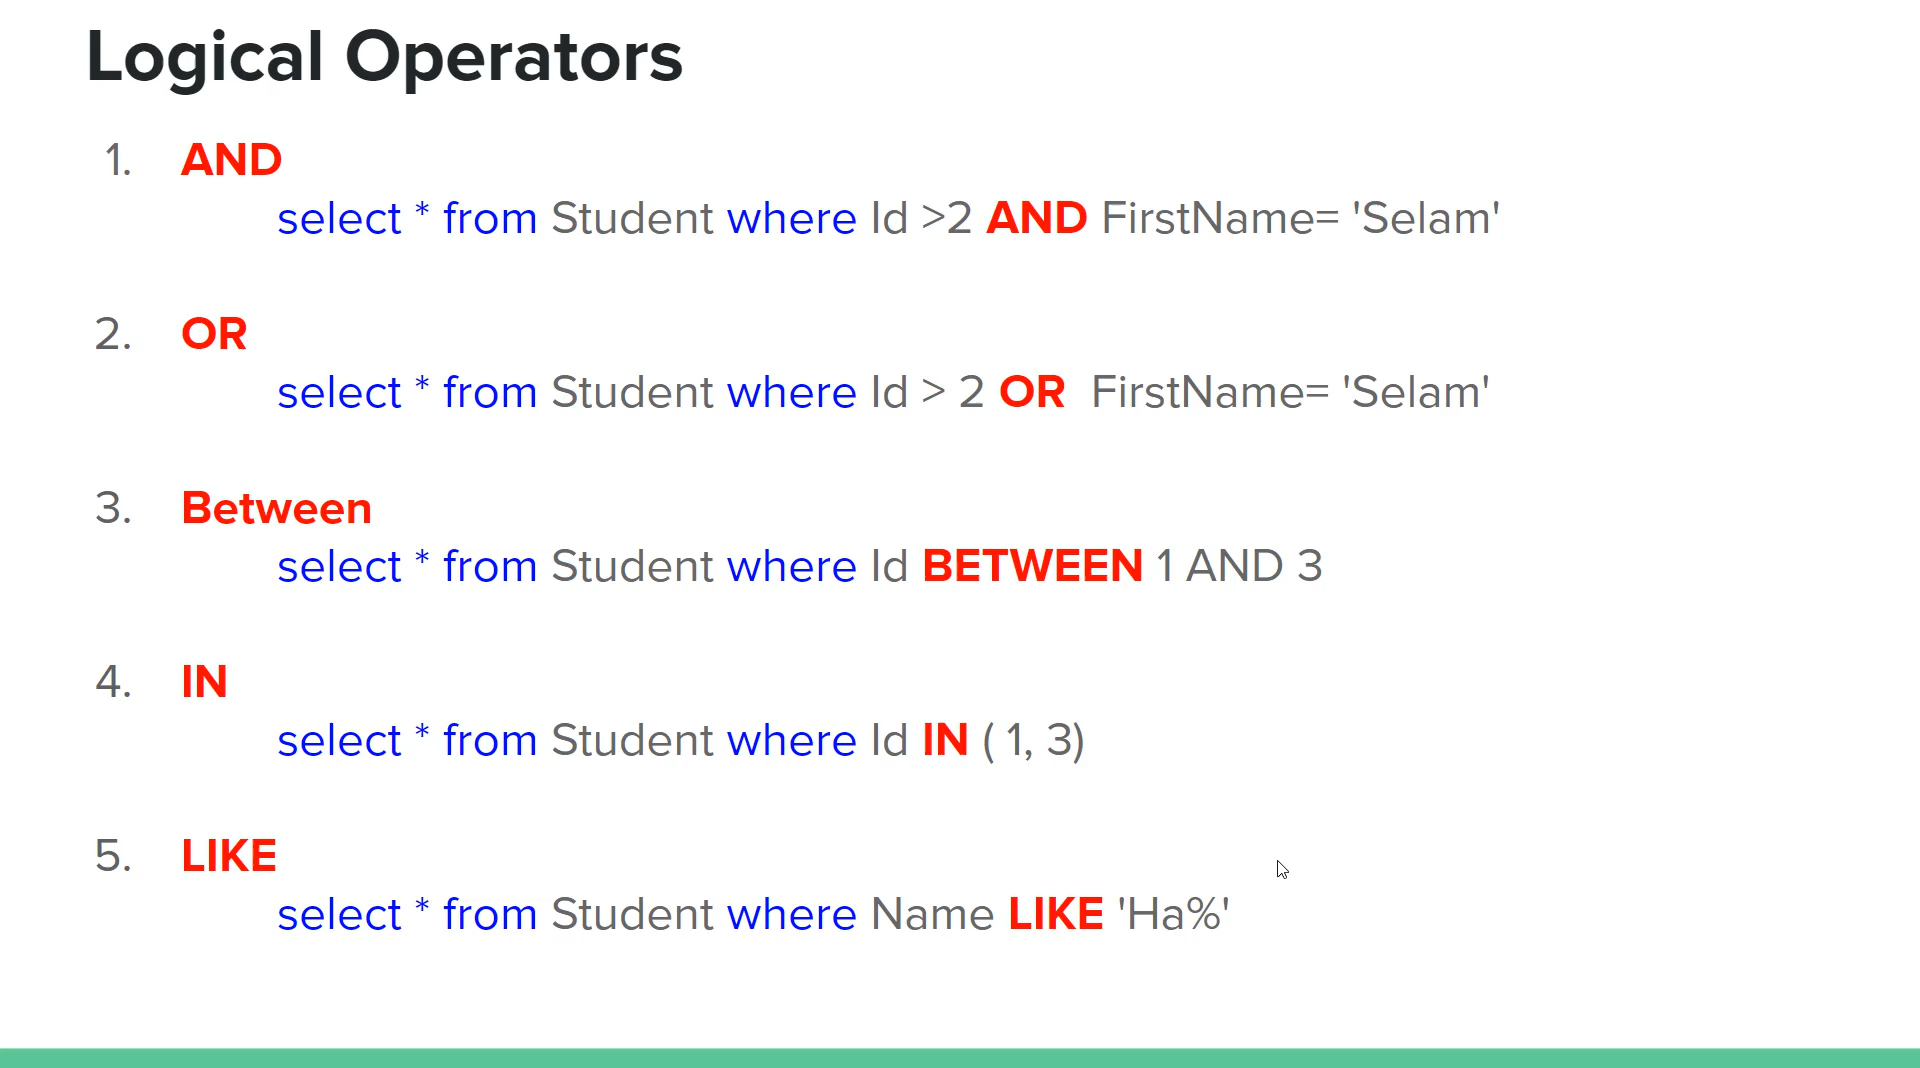 Logical Operators
1. AND
select * from Student where Id >2 AND FirstName= 'Selam'
2. OR
select * from Student where Id > 2 OR  FirstName= 'Selam'
3. Between
select * from Student where Id BETWEEN 1 AND 3
4. IN
select * from Student where Id IN ( 1, 3)
5. LIKE
select * from Student where Name LIKE 'Ha%'